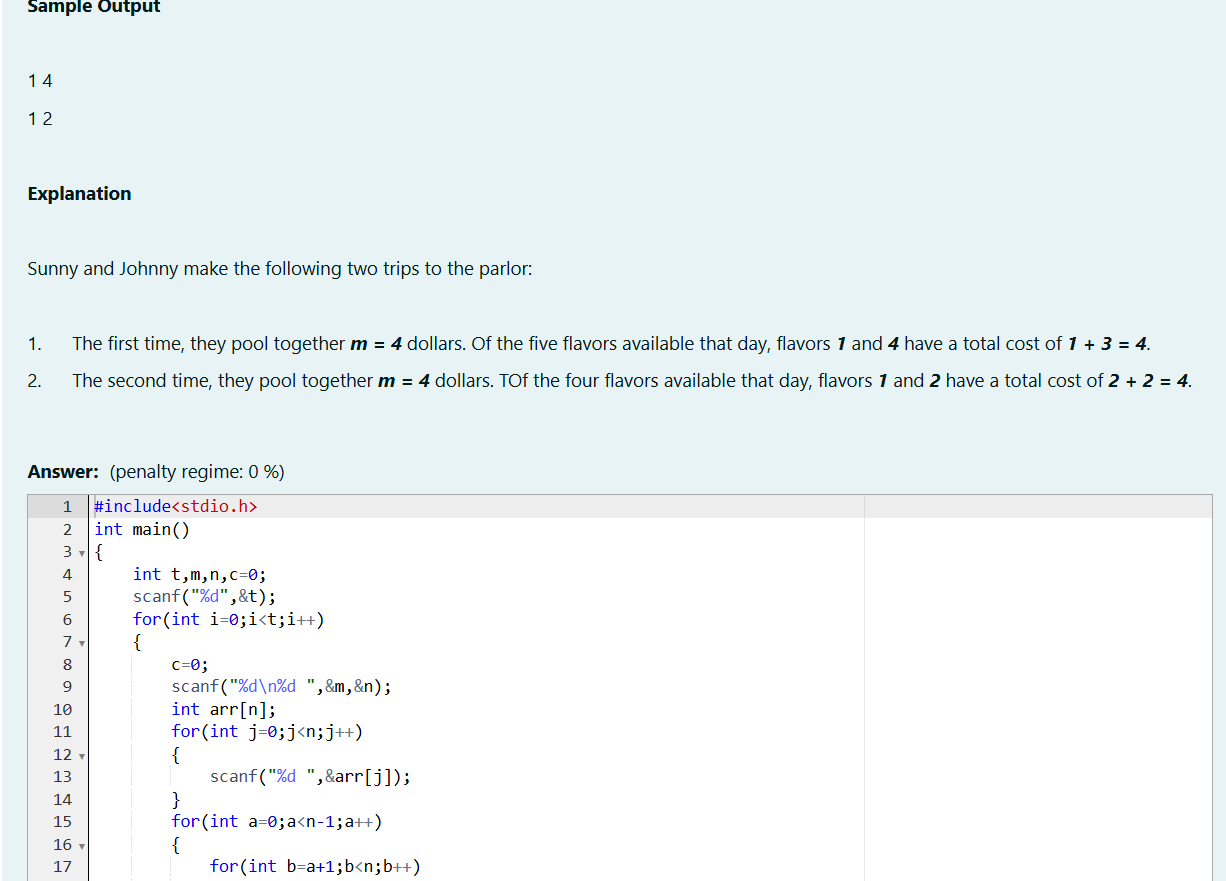 Sample Output
1 4
1 2
Explanation
Sunny and Johnny make the following two trips to the parlor:
1. The first time, they pool together m = 4 dollars. Of the five flavors available that day, flavors 1 and 4 have a total cost of 1 + 3 = 4.
2. The second time, they pool together m = 4 dollars. TOf the four flavors available that day, flavors 1 and 2 have a total cost of 2 + 2 = 4.
Answer: (penalty regime: 0 %)
1 #include<stdio.h>
2 int main()
3 {
4 int t,m,n,c=0;
5 scanf("%d",&t);
6 for(int i=0;i<t;i++)
7 {
8 c=0;
9 scanf("%d\n%d ",&m,&n);
10 int arr[n];
11 for(int j=0;j<n;j++)
12 {
13 scanf("%d ",&arr[j]);
14 }
15 for(int a=0;a<n-1;a++)
16 {
17 for(int b=a+1;b<n;b++)